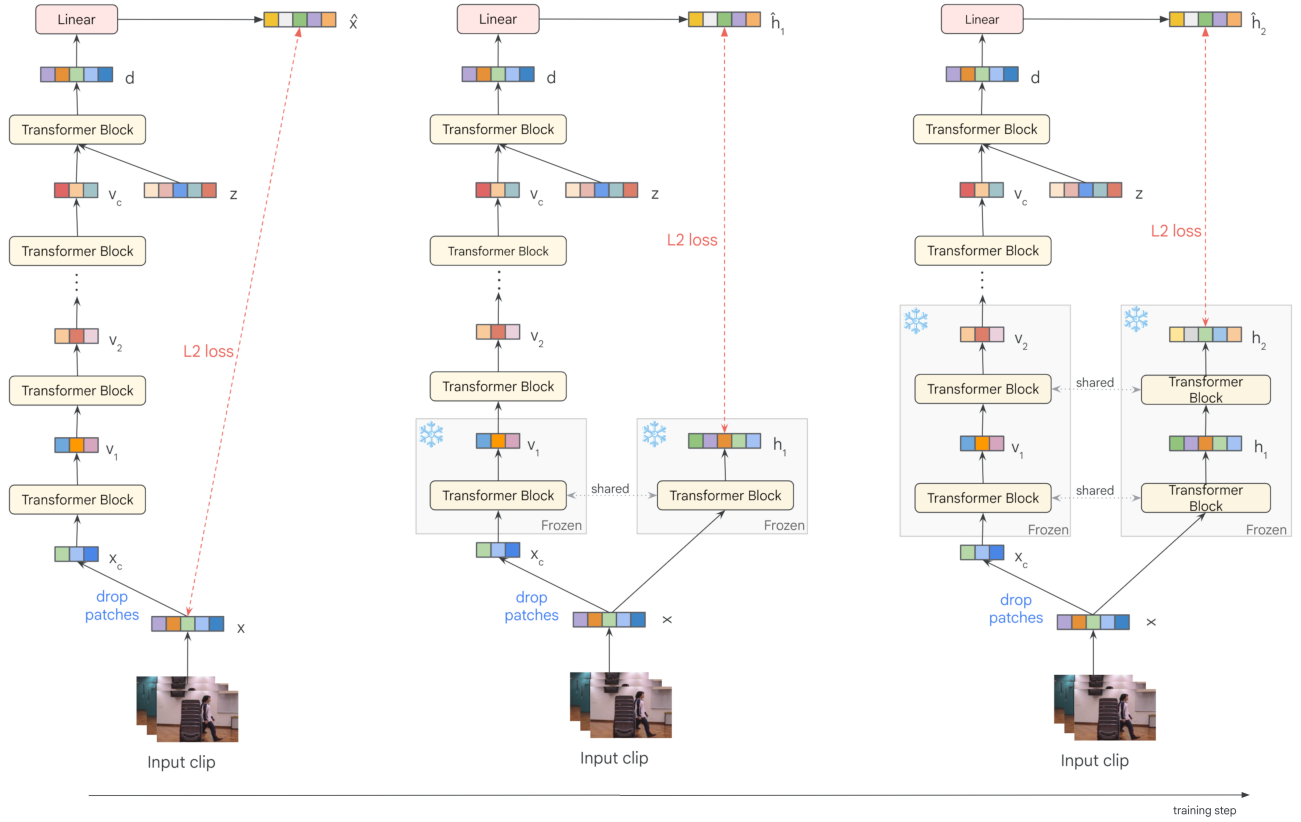 Linear
x̂
d
Transformer Block
v_c
z
Transformer Block
v_2
L2 loss
Transformer Block
v_1
Transformer Block
x_c
drop
patches
x
Input clip
Linear
ĥ_1
d
Transformer Block
v_c
z
L2 loss
Transformer Block
v_2
Transformer Block
v_1
h_1
Transformer Block
shared
Transformer Block
Frozen
Frozen
x_c
drop
patches
x
Input clip
Linear
ĥ_2
d
Transformer Block
v_c
z
L2 loss
Transformer Block
v_2
h_2
Transformer Block
shared
Transformer
Block
v_1
h_1
Transformer Block
shared
Transformer
Block
Frozen
Frozen
x_c
drop
patches
x
Input clip
training step